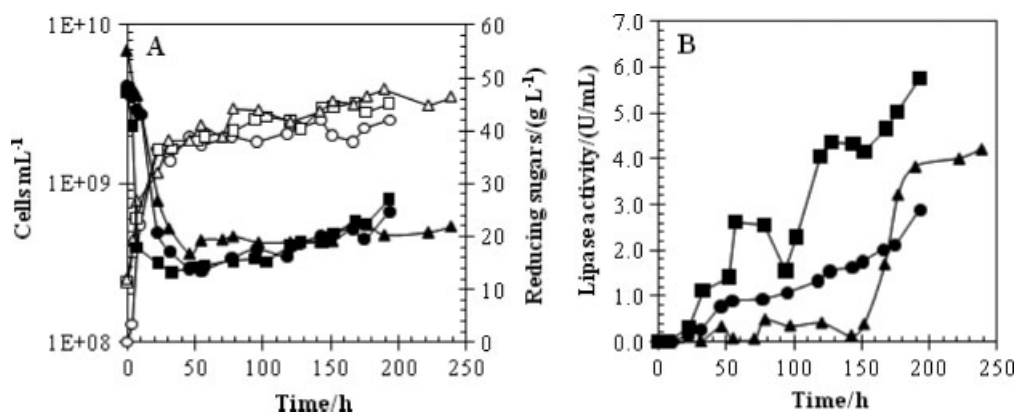 A
1E+10
1E+09
1E+08
Cells mL-1
60
50
40
30
20
10
0
Reducing sugars/(g L-1)
0 50 100 150 200 250
Time/h
B
7.0
6.0
5.0
4.0
3.0
2.0
1.0
0.0
Lipase activity/(U/mL)
0 50 100 150 200 250
Time/h